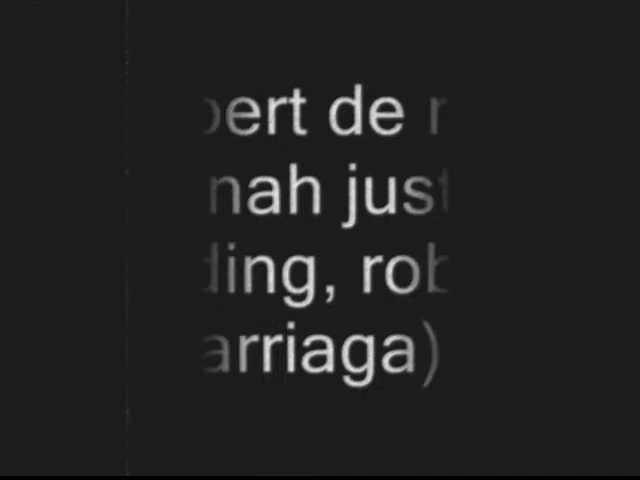 bert de
nah just
ding, rob
arriaga)